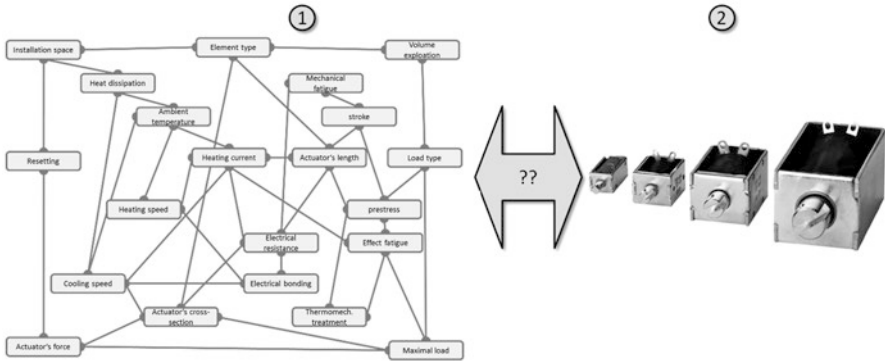 1
2
Installation space
Element type
Volume
exploation
Heat dissipation
Mechanical
fatigue
Ambient
temperature
stroke
Resetting
Heating current
Actuator's length
Load type
??
Heating speed
prestress
Electrical
resistance
Effect fatigue
Cooling speed
Electrical bonding
Actuator's cross-
section
Thermomech.
treatment
Actuator's force
Maximal load